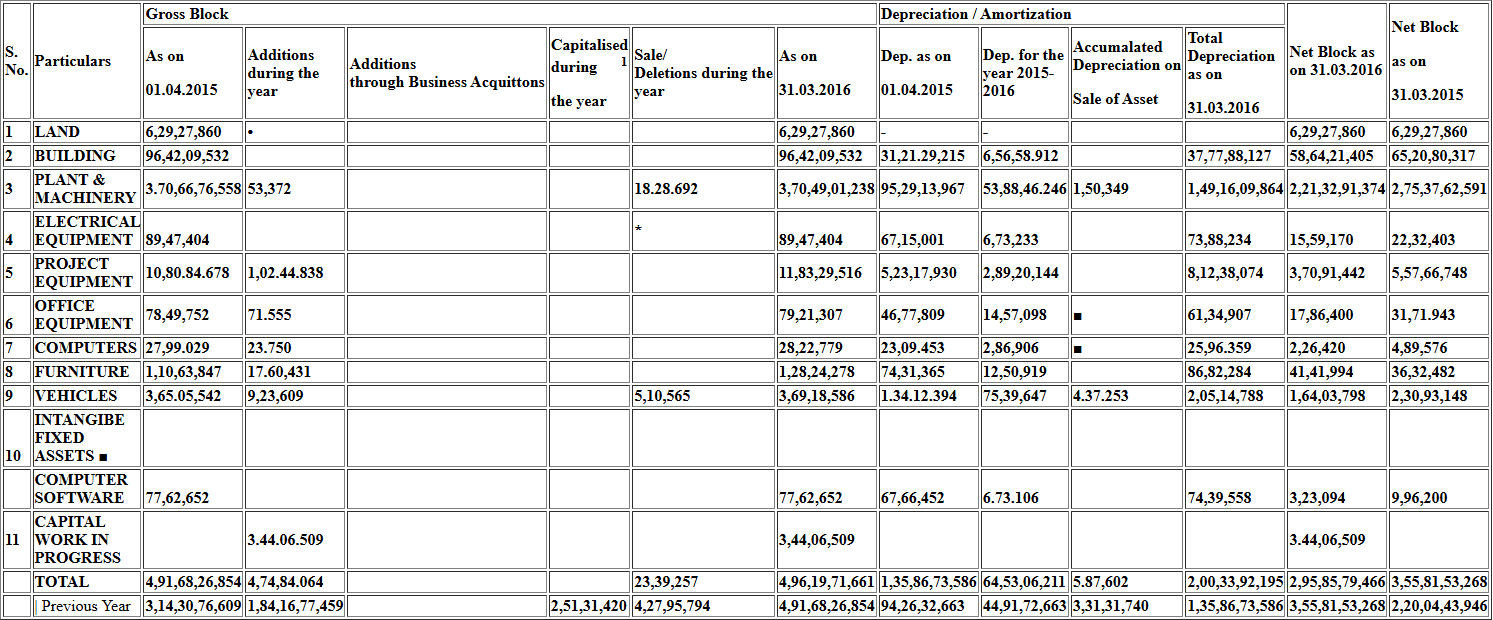 Gross Block Depreciation / Amortization
S. No. Particulars As on 01.04.2015 Additions during the year Additions through Business Acquittons Capitalised during 1 the year Sale/ Deletions during the year As on 31.03.2016 Dep. as on 01.04.2015 Dep. for the year 2015-2016 Accumalated Depreciation on Sale of Asset Total Depreciation as on 31.03.2016 Net Block as on 31.03.2016 Net Block as on 31.03.2015
1 LAND 6,29,27,860 • 6,29,27,860 - - 6,29,27,860 6,29,27,860
2 BUILDING 96,42,09,532 96,42,09,532 31,21.29,215 6,56,58.912 37,77,88,127 58,64,21,405 65,20,80,317
3 PLANT & MACHINERY 3.70,66,76,558 53,372 18.28.692 3,70,49,01,238 95,29,13,967 53,88,46.246 1,50,349 1,49,16,09,864 2,21,32,91,374 2,75,37,62,591
4 ELECTRICAL EQUIPMENT 89,47,404 * 89,47,404 67,15,001 6,73,233 73,88,234 15,59,170 22,32,403
5 PROJECT EQUIPMENT 10,80.84.678 1,02.44.838 11,83,29,516 5,23,17,930 2,89,20,144 8,12,38,074 3,70,91,442 5,57,66,748
6 OFFICE EQUIPMENT 78,49,752 71.555 79,21,307 46,77,809 14,57,098 ■ 61,34,907 17,86,400 31,71.943
7 COMPUTERS 27,99.029 23.750 28,22,779 23,09.453 2,86,906 ■ 25,96.359 2,26,420 4,89,576
8 FURNITURE 1,10,63,847 17.60,431 1,28,24,278 74,31,365 12,50,919 86,82,284 41,41,994 36,32,482
9 VEHICLES 3,65.05,542 9,23,609 5,10,565 3,69,18,586 1.34.12.394 75,39,647 4.37.253 2,05,14,788 1,64,03,798 2,30,93,148
10 INTANGIBE FIXED ASSETS ■
COMPUTER SOFTWARE 77,62,652 77,62,652 67,66,452 6.73.106 74,39,558 3,23,094 9,96,200
11 CAPITAL WORK IN PROGRESS 3.44.06.509 3,44,06,509 3.44,06,509
TOTAL 4,91,68,26,854 4,74,84.064 23,39,257 4,96,19,71,661 1,35,86,73,586 64,53,06,211 5.87,602 2,00,33,92,195 2,95,85,79,466 3,55,81,53,268
| Previous Year 3,14,30,76,609 1,84,16,77,459 2,51,31,420 4,27,95,794 4,91,68,26,854 94,26,32,663 44,91,72,663 3,31,31,740 1,35,86,73,586 3,55,81,53,268 2,20,04,43,946